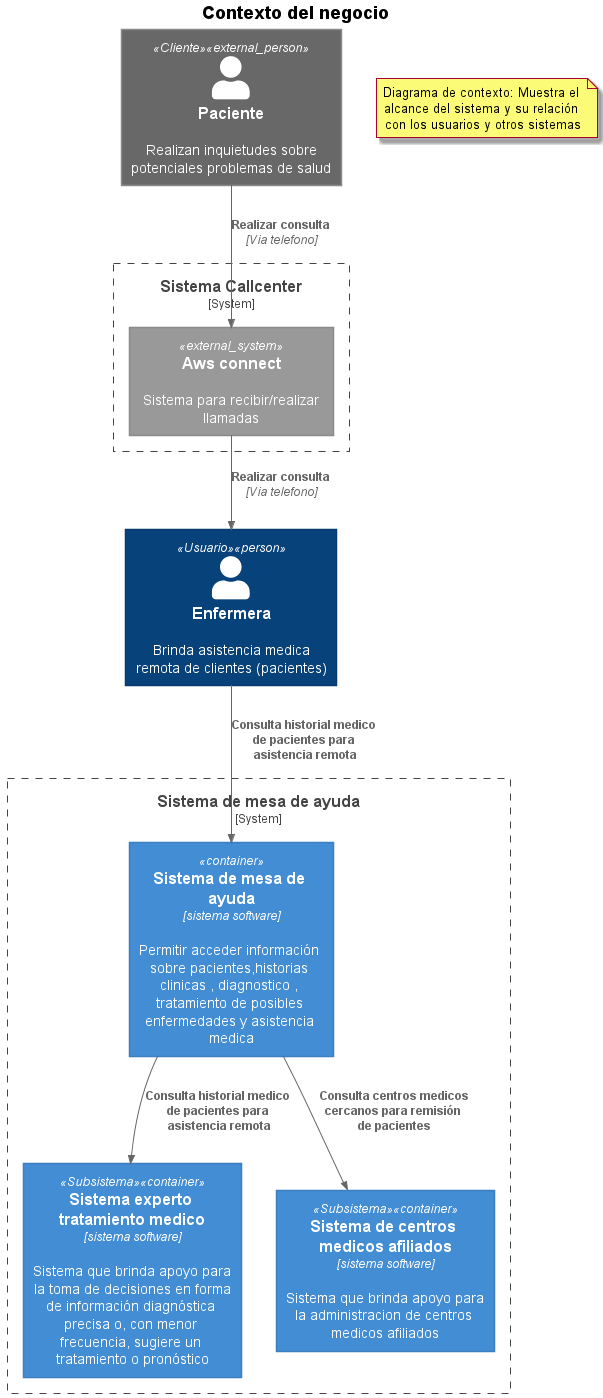 Contexto del negocio
«Cliente»«external_person»
Paciente
Realizan inquietudes sobre
potenciales problemas de salud
Diagrama de contexto: Muestra el
alcance del sistema y su relación
con los usuarios y otros sistemas
Realizar consulta
[Via telefono]
Sistema Callcenter
[System]
«external_system»
Aws connect
Sistema para recibir/realizar
llamadas
Realizar consulta
[Via telefono]
«Usuario»«person»
Enfermera
Brinda asistencia medica
remota de clientes (pacientes)
Consulta historial medico
de pacientes para
asistencia remota
Sistema de mesa de ayuda
[System]
«container»
Sistema de mesa de
ayuda
[sistema software]
Permitir acceder información
sobre pacientes,historias
clinicas , diagnostico ,
tratamiento de posibles
enfermedades y asistencia
medica
Consulta historial medico
de pacientes para
asistencia remota
Consulta centros medicos
cercanos para remisión
de pacientes
«Subsistema»«container»
Sistema experto
tratamiento medico
[sistema software]
Sistema que brinda apoyo para
la toma de decisiones en forma
de información diagnóstica
precisa o, con menor
frecuencia, sugiere un
tratamiento o pronóstico
«Subsistema»«container»
Sistema de centros
medicos afiliados
[sistema software]
Sistema que brinda apoyo para
la administracion de centros
medicos afiliados